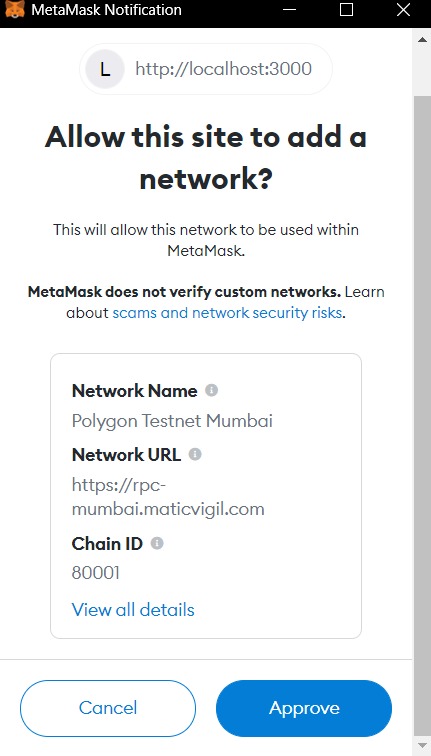 MetaMask Notification
L http://localhost:3000
Allow this site to add a
network?
This will allow this network to be used within
MetaMask.
MetaMask does not verify custom networks. Learn
about scams and network security risks.
Network Name
Polygon Testnet Mumbai
Network URL
https://rpc-
mumbai.maticvigil.com
Chain ID
80001
View all details
Cancel Approve